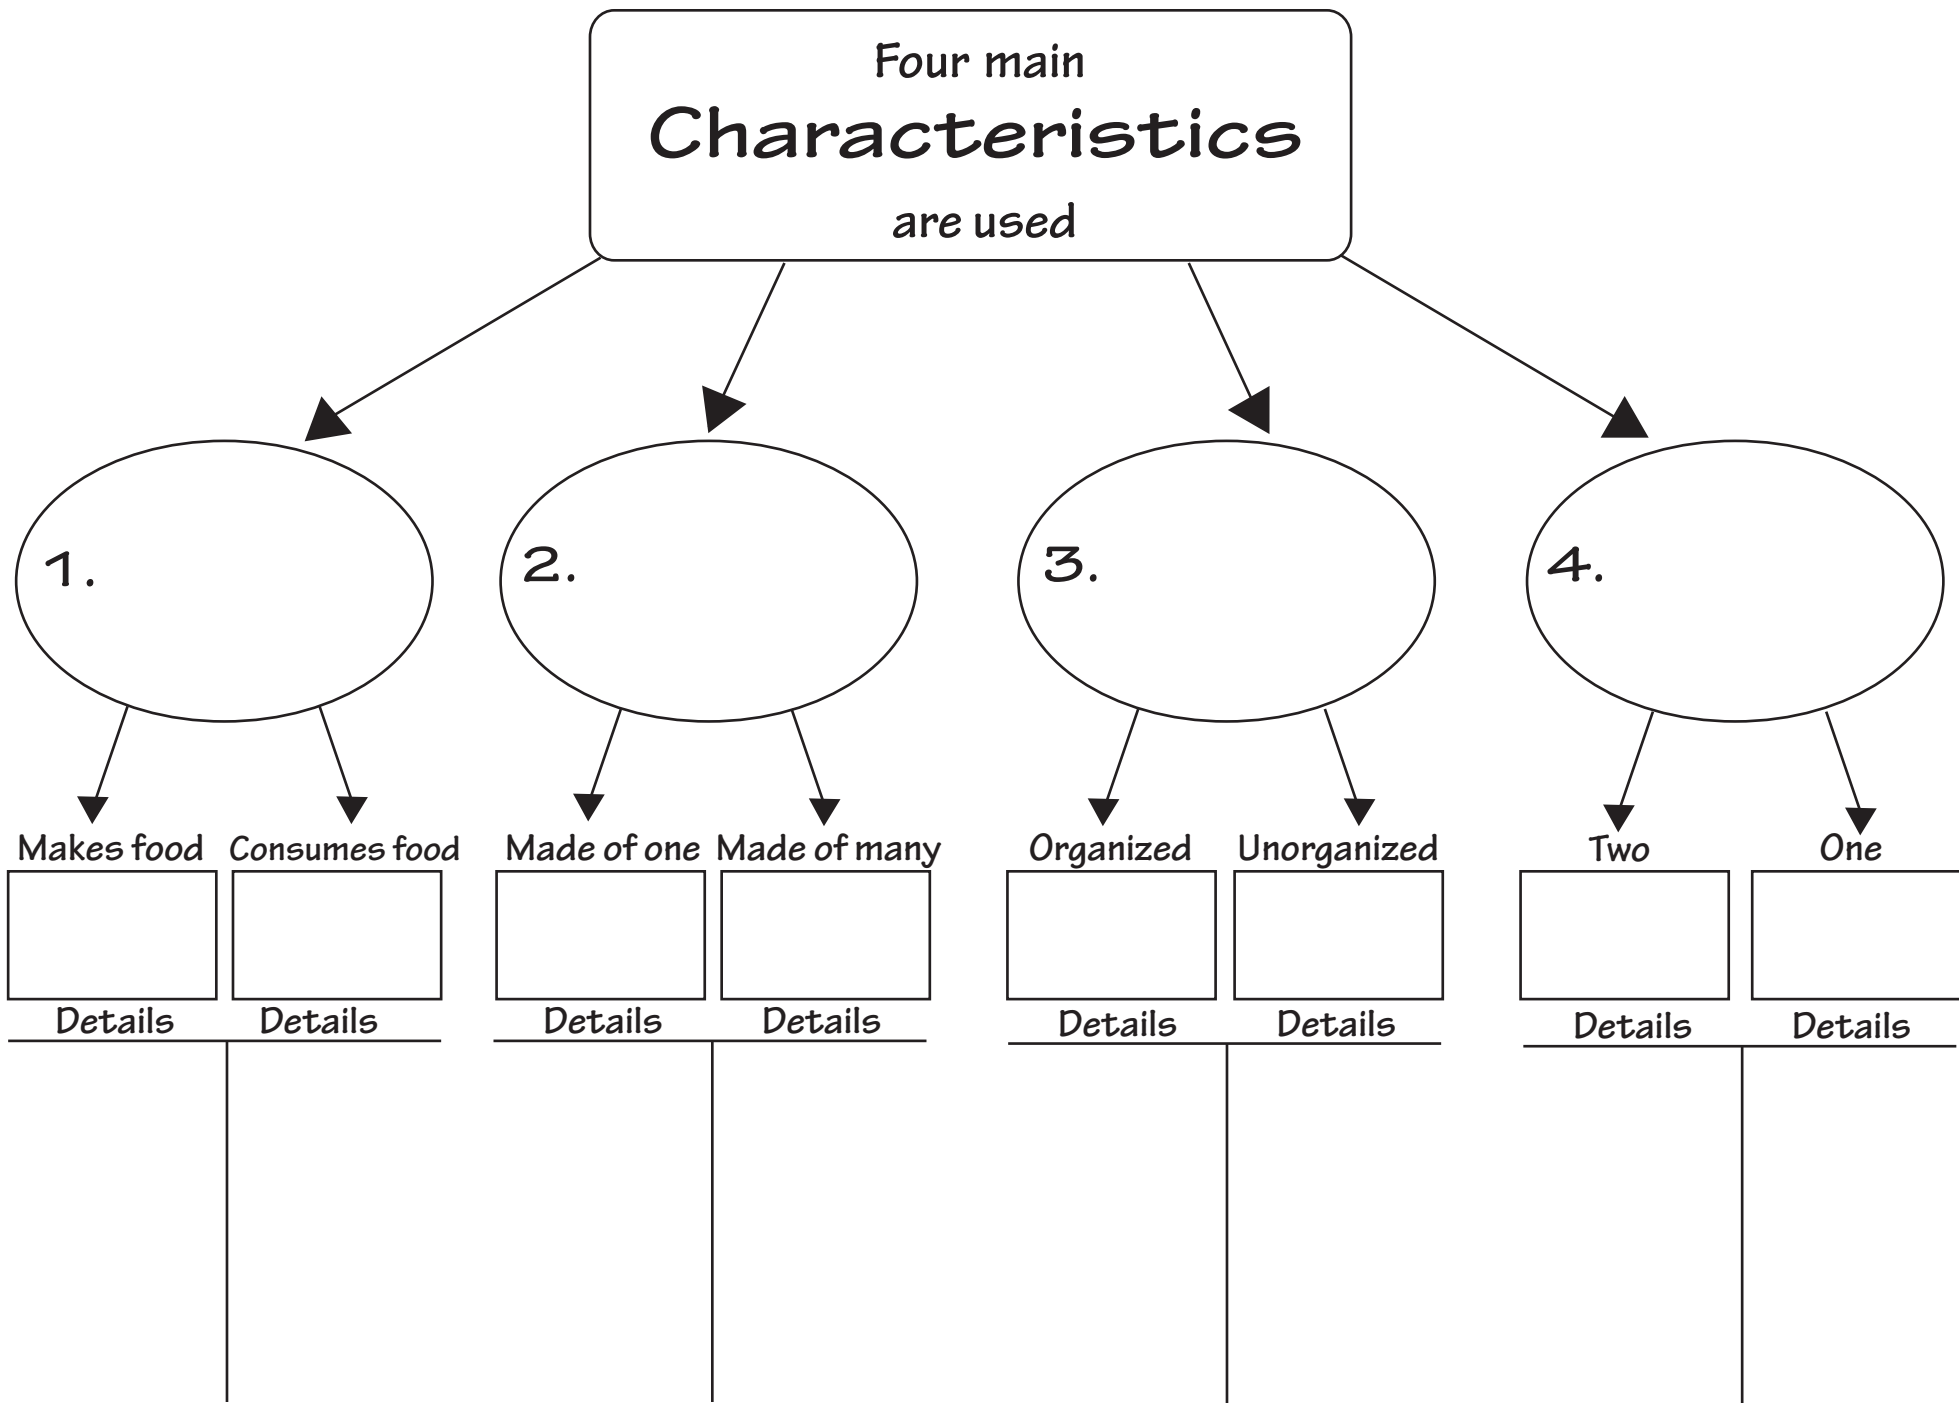 Four main
Characteristics
are used
1.
2.
3.
4.
Makes food
Consumes food
Made of one
Made of many
Organized
Unorganized
Two
One
Details
Details
Details
Details
Details
Details
Details
Details